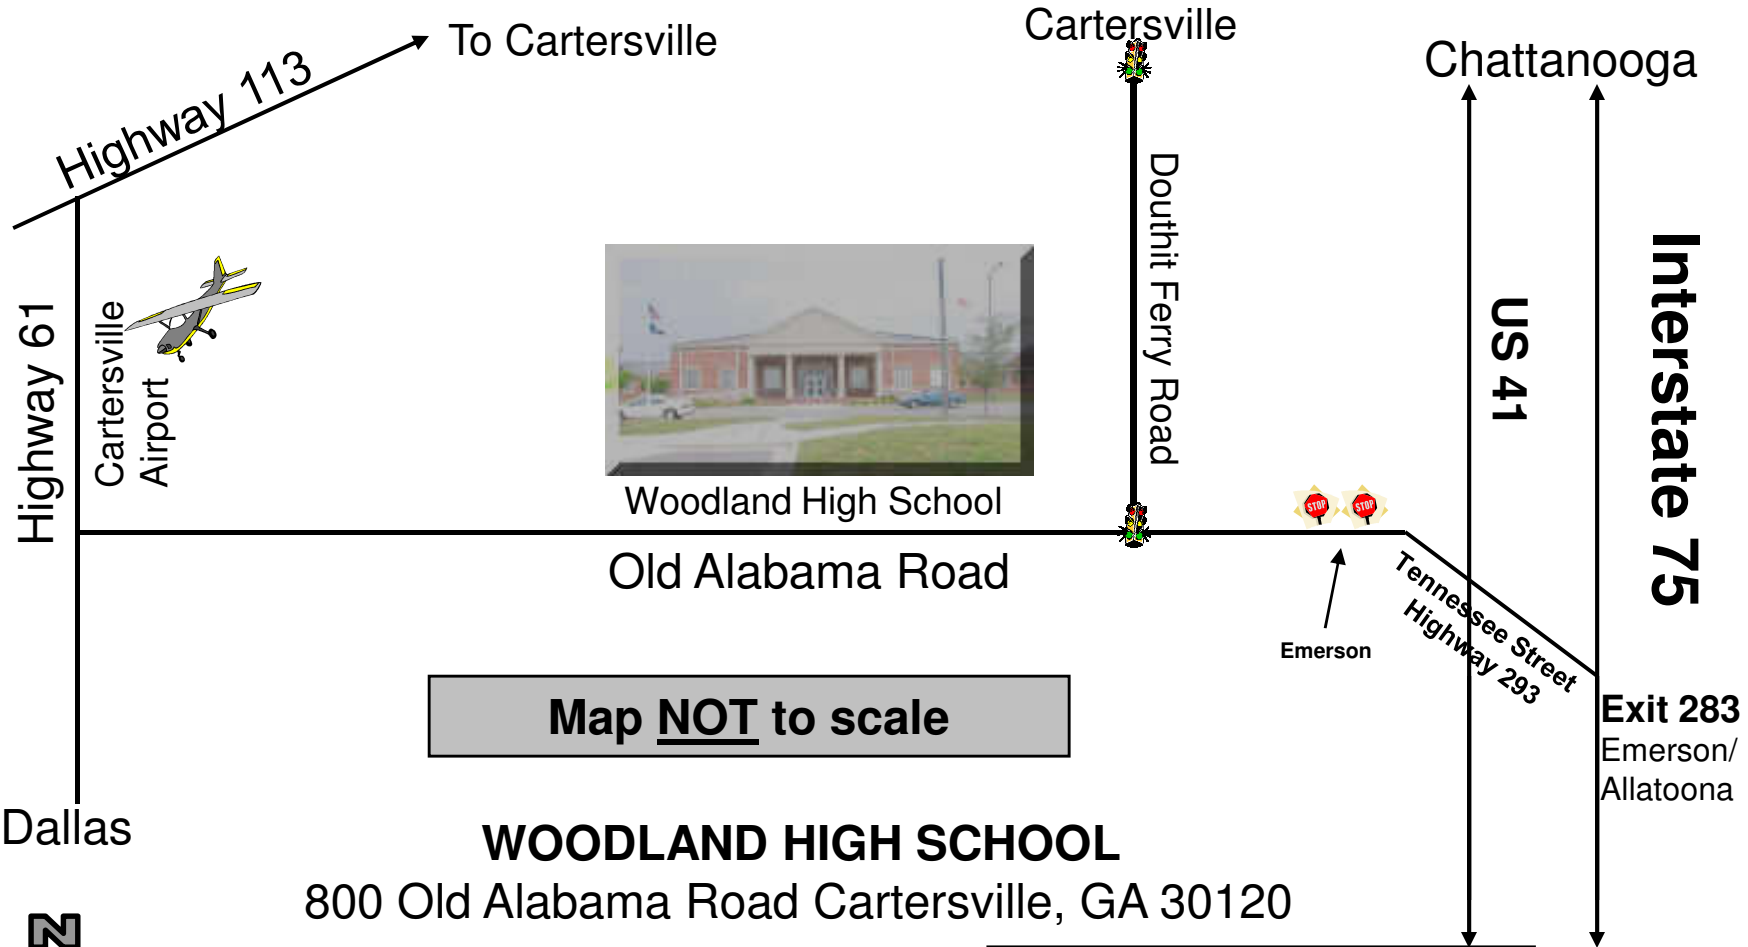 Cartersville
To Cartersville
Chattanooga
Highway 113
Douthit Ferry Road
Interstate 75
US 41
Highway 61
Cartersville
Airport
Woodland High School
STOP STOP
Old Alabama Road
Tennessee Street
Highway 293
Emerson
Map NOT to scale
Exit 283
Emerson/
Allatoona
Dallas
WOODLAND HIGH SCHOOL
800 Old Alabama Road Cartersville, GA 30120
N